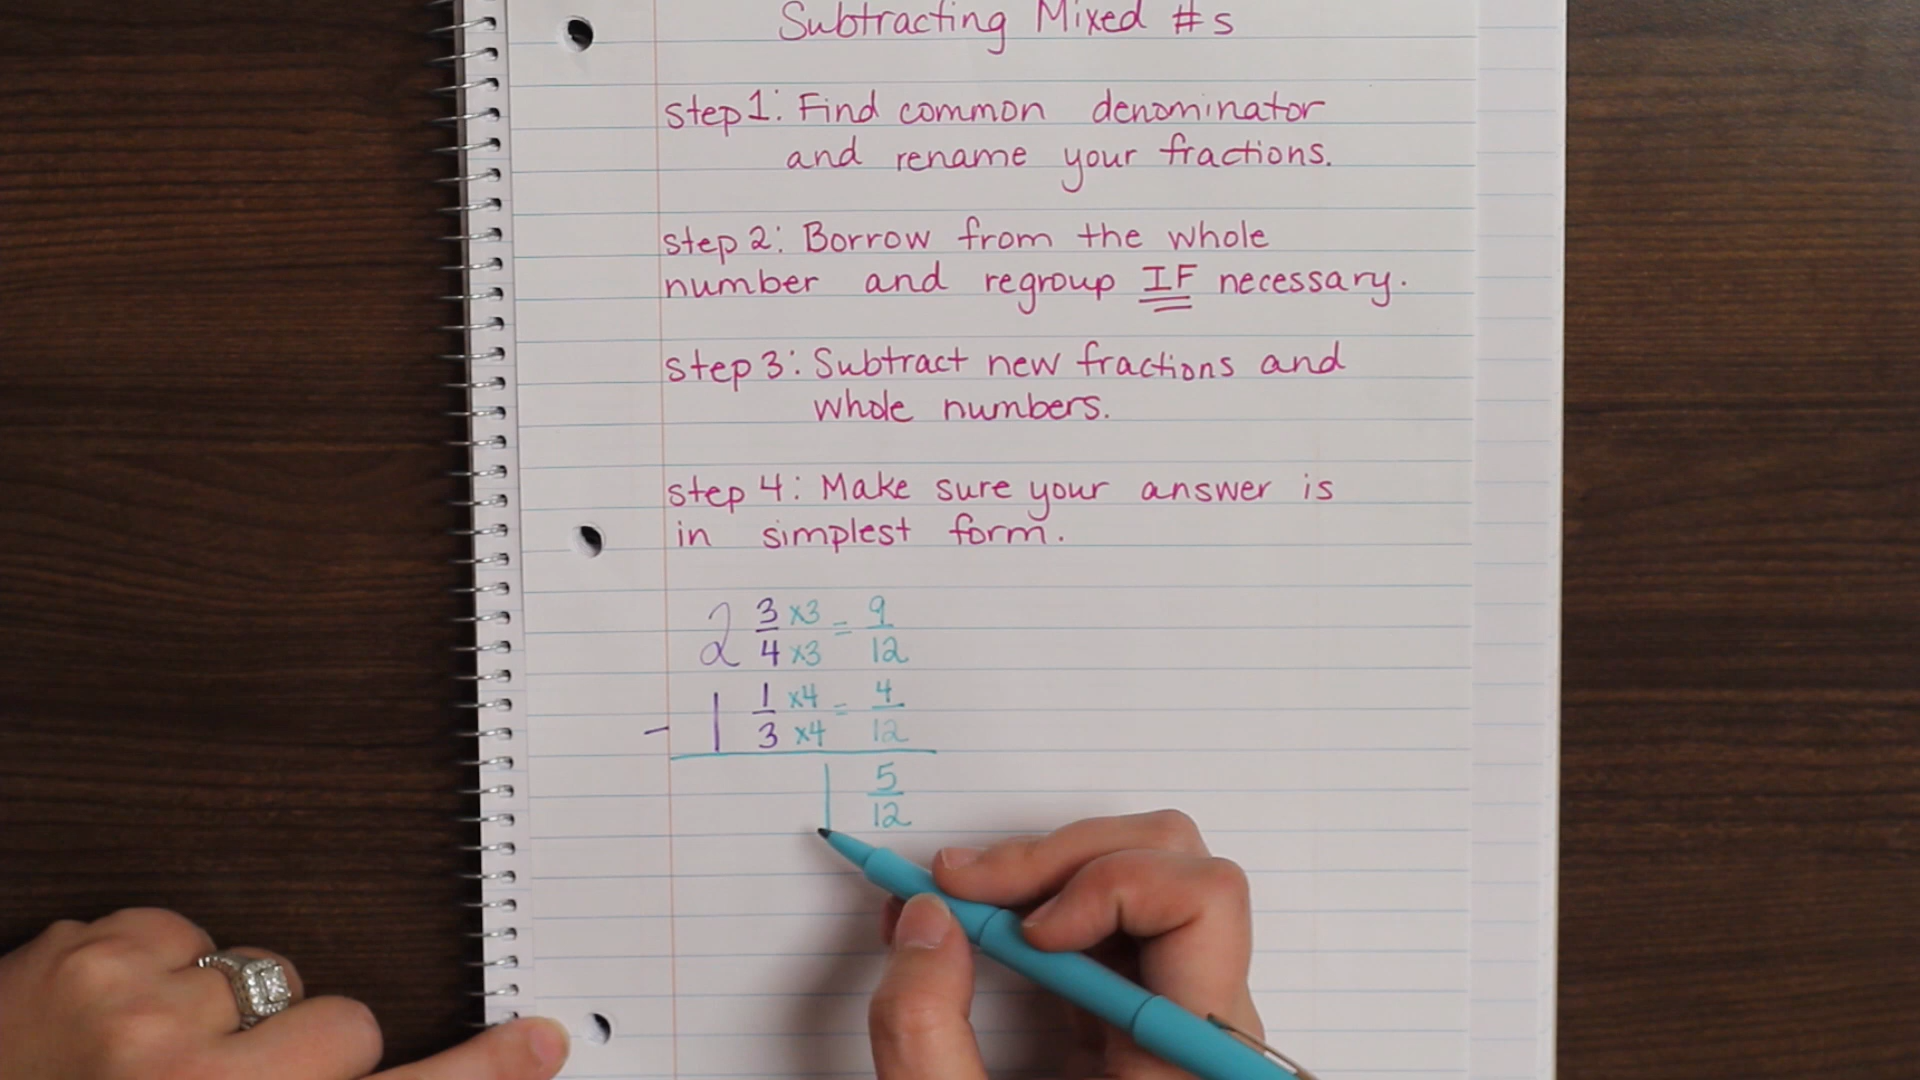 Subtracting Mixed #s
step 1: Find common denominator
and rename your fractions.
step 2: Borrow from the whole
number and regroup IF necessary.
step 3: Subtract new fractions and
whole numbers.
step 4: Make sure your answer is
in simplest form.
2 3/4 x3 x3 = 9/12
- 1 1/3 x4 x4 = 4/12
1 5/12